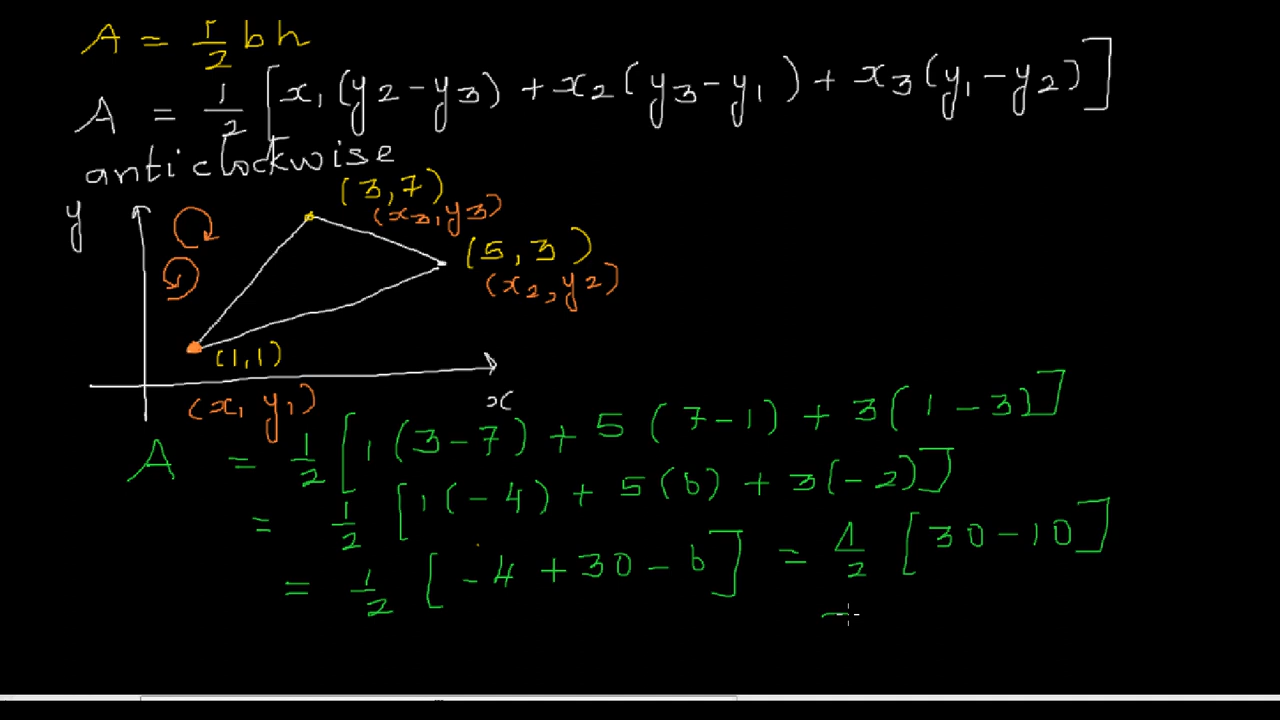 A = 1/2 bh
A = 1/2 [x1(y2-y3) + x2(y3-y1) + x3(y1-y2)]
anticlockwise
y
(3,7)
(x3,y3)
(5,3)
(x2,y2)
(1,1)
(x1 y1)
x
A = 1/2 [1(3-7) + 5(7-1) + 3(1-3)]
= 1/2 [1(-4) + 5(6) + 3(-2)]
= 1/2 [-4 + 30 - 6] = 1/2 [30-10]